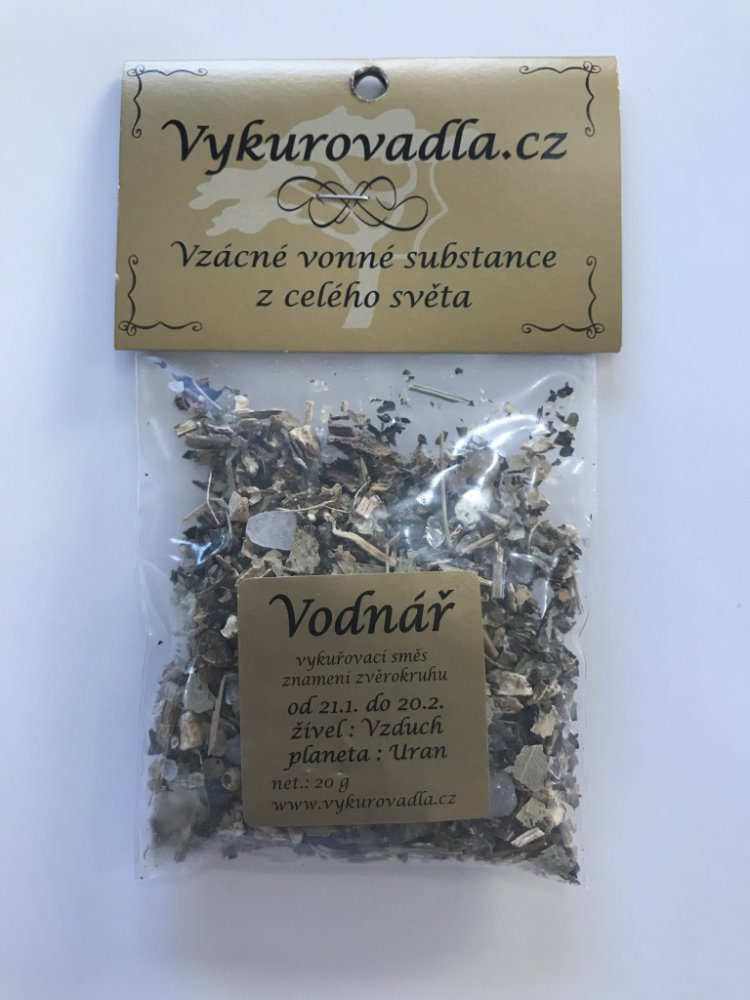 Vykurovadla.cz
Vzácné vonné substance
z celého světa
Vodnář
vykuřovací směs
znamení zvěrokruhu
od 21.1. do 20.2.
živel : Vzduch
planeta : Uran
net.: 20 g
www.vykurovadla.cz